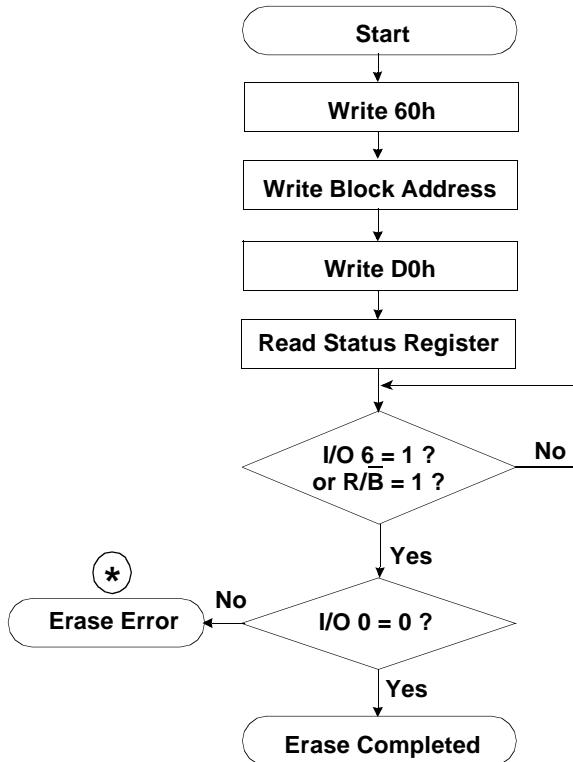 Start
Write 60h
Write Block Address
Write D0h
Read Status Register
I/O 6 = 1 ?
or R/B̅ = 1 ?
No
Yes
*
No
Erase Error
I/O 0 = 0 ?
Yes
Erase Completed